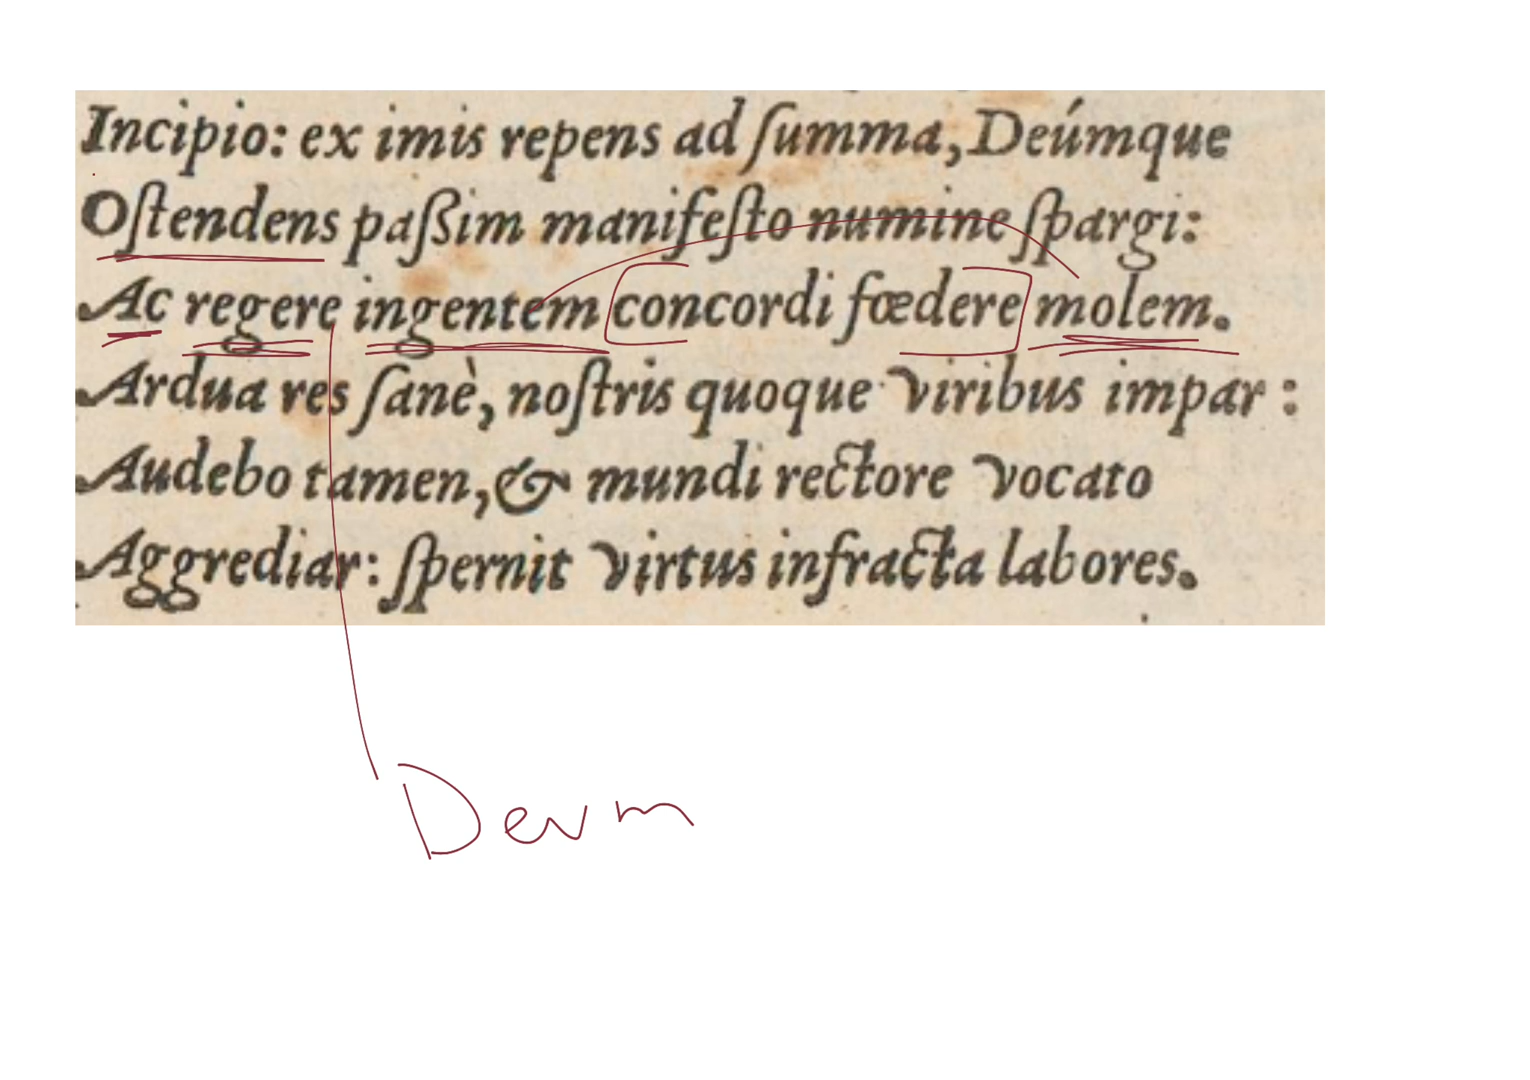 Incipio: ex imis repens ad ſumma, Deúmque
Oſtendens paſſim manifeſto numine ſpargi:
Ac regere ingentem concordi fœdere molem.
Ardua res ſanè, noſtris quoque viribus impar:
Audebo tamen, & mundi rectore vocato
Aggrediar: ſpernit virtus infracta labores.
Deum